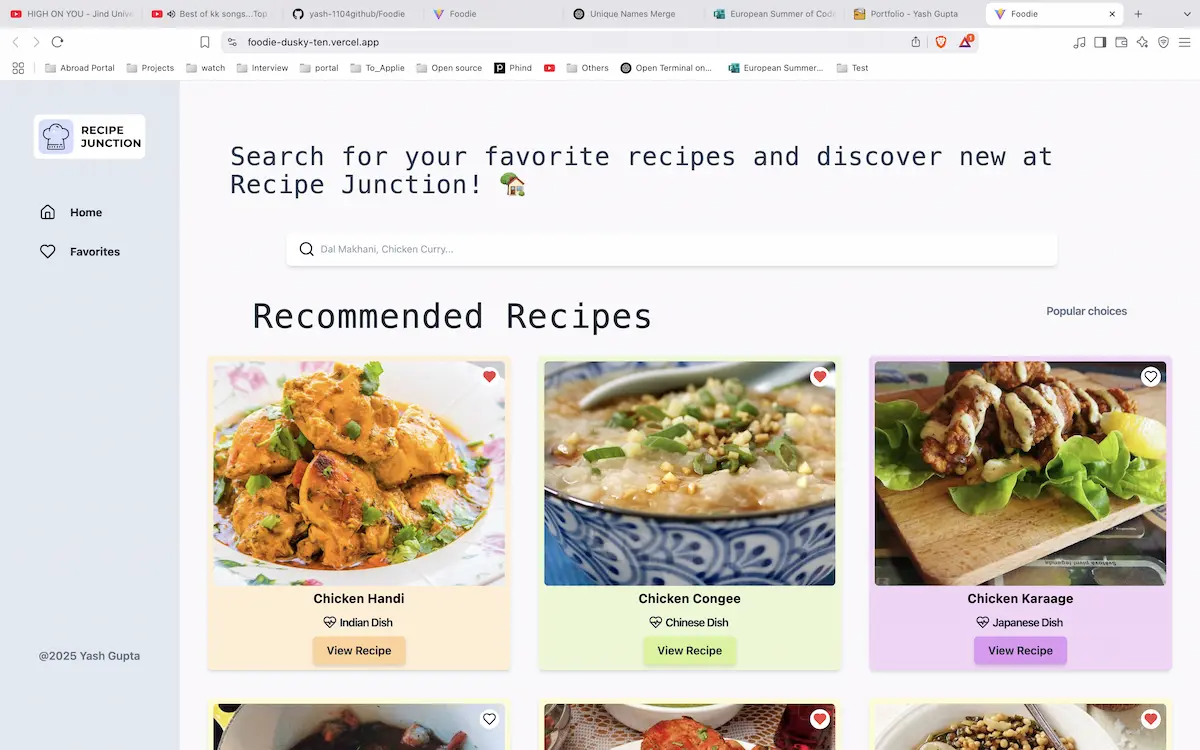 HIGH ON YOU - Jind Unive
Best of kk songs...Top
yash-1104github/Foodie
Foodie
Unique Names Merge
European Summer of Code
Portfolio - Yash Gupta
Foodie
foodie-dusky-ten.vercel.app
1
Abroad Portal
Projects
watch
Interview
portal
To_Applie
Open source
Phind
Others
Open Terminal on...
European Summer...
Test
RECIPE
JUNCTION
Home
Favorites
@2025 Yash Gupta
Search for your favorite recipes and discover new at
Recipe Junction!
Dal Makhani, Chicken Curry...
Recommended Recipes
Popular choices
Chicken Handi
Indian Dish
View Recipe
Chicken Congee
Chinese Dish
View Recipe
Chicken Karaage
Japanese Dish
View Recipe